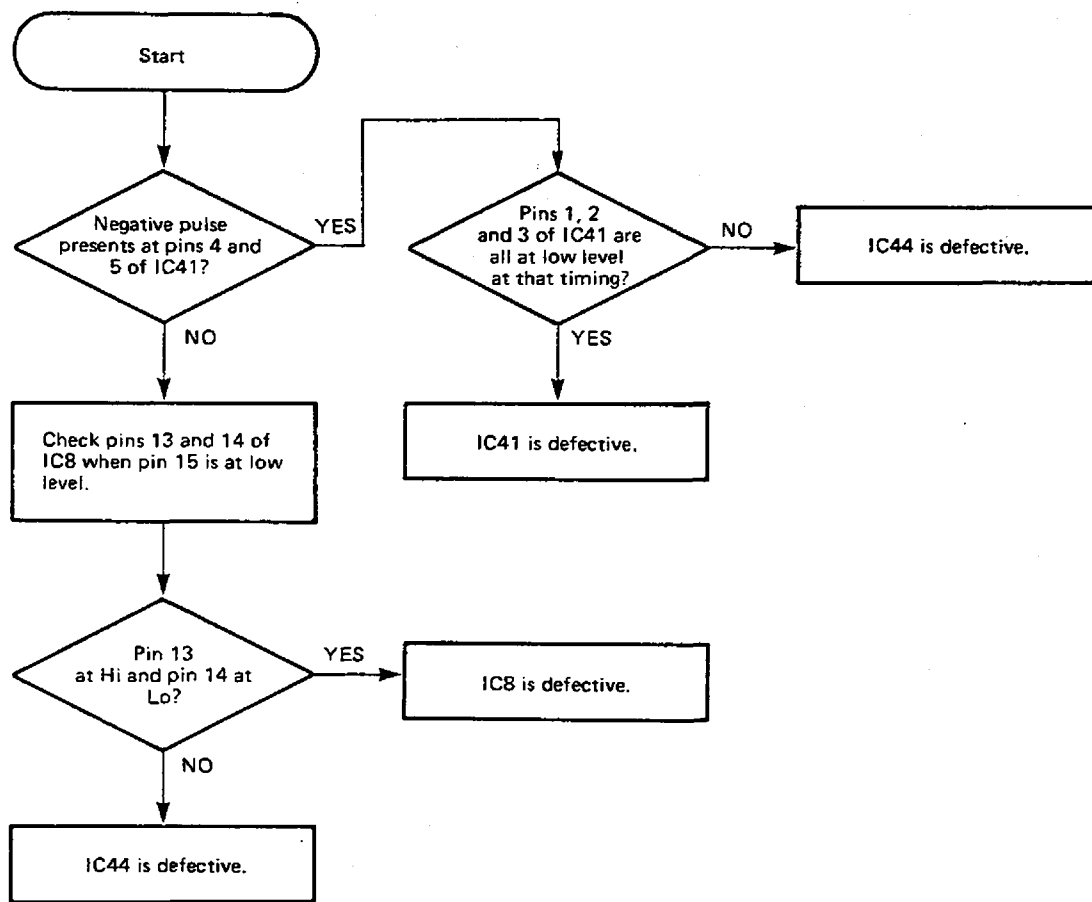 Start
Negative pulse
presents at pins 4 and
5 of IC41?
YES
NO
Pins 1, 2
and 3 of IC41 are
all at low level
at that timing?
NO
IC44 is defective.
YES
IC41 is defective.
Check pins 13 and 14 of
IC8 when pin 15 is at low
level.
Pin 13
at Hi and pin 14 at
Lo?
YES
IC8 is defective.
NO
IC44 is defective.